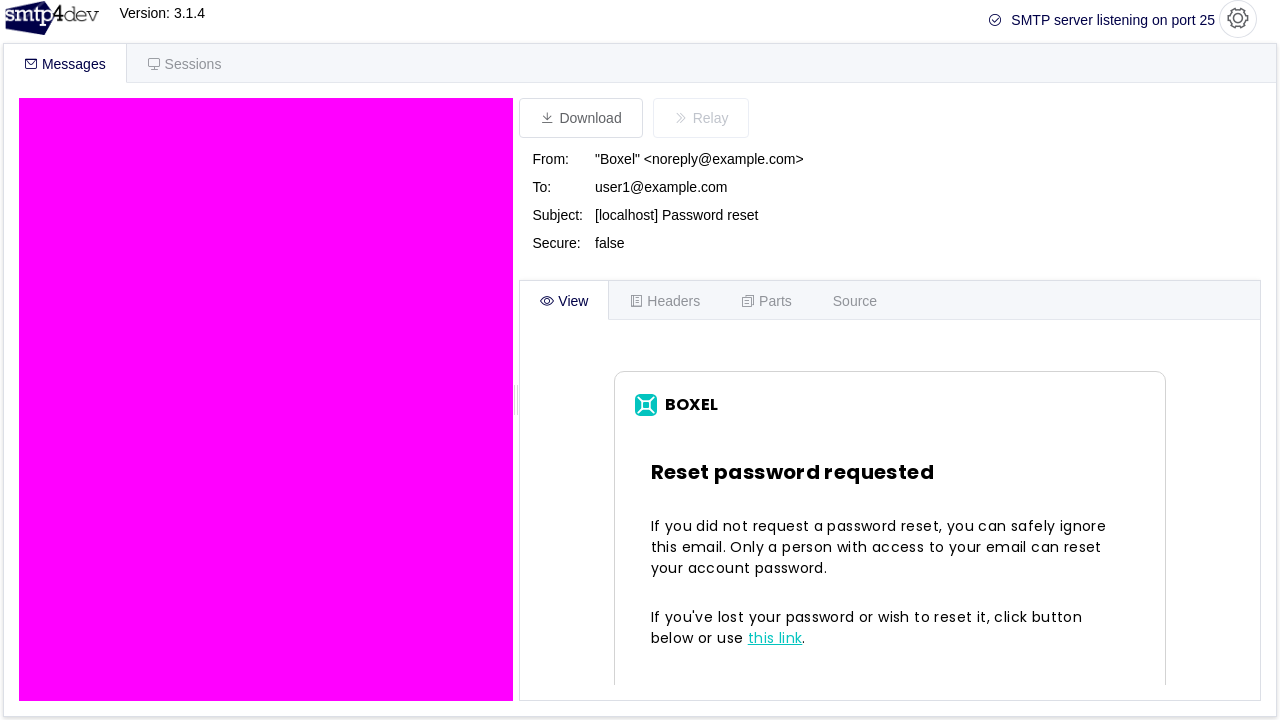 smtp4dev
Version: 3.1.4
SMTP server listening on port 25
Messages
Sessions
Download
Relay
From: "Boxel" <noreply@example.com>
To: user1@example.com
Subject: [localhost] Password reset
Secure: false
View
Headers
Parts
Source
BOXEL
Reset password requested
If you did not request a password reset, you can safely ignore
this email. Only a person with access to your email can reset
your account password.
If you've lost your password or wish to reset it, click button
below or use this link.